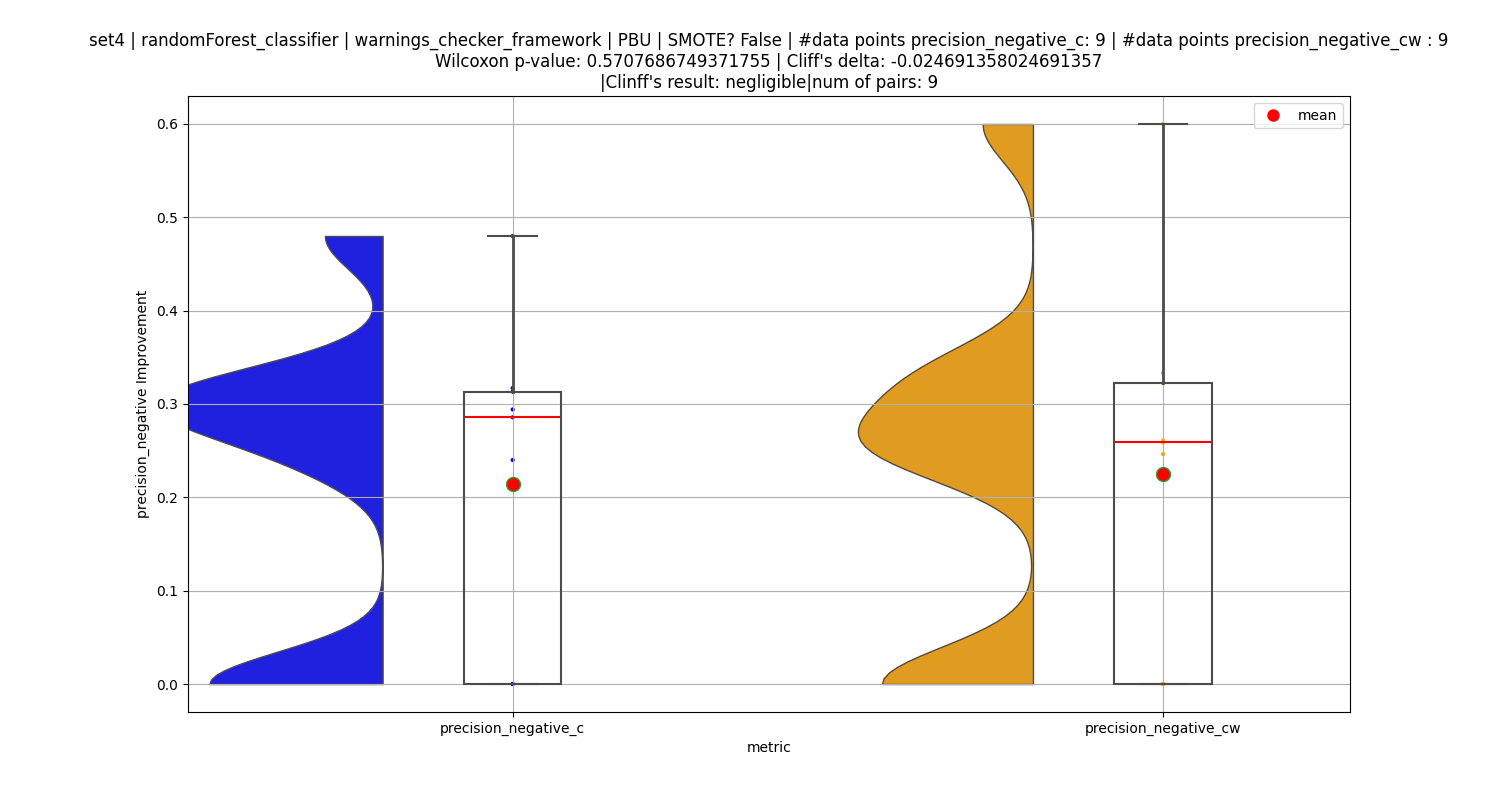 set4 | randomForest_classifier | warnings_checker_framework | PBU | SMOTE? False | #data points precision_negative_c: 9 | #data points precision_negative_cw : 9
Wilcoxon p-value: 0.5707686749371755 | Cliff's delta: -0.024691358024691357
|Clinff's result: negligible|num of pairs: 9
mean
precision_negative Improvement
0.6
0.5
0.4
0.3
0.2
0.1
0.0
precision_negative_c
precision_negative_cw
metric